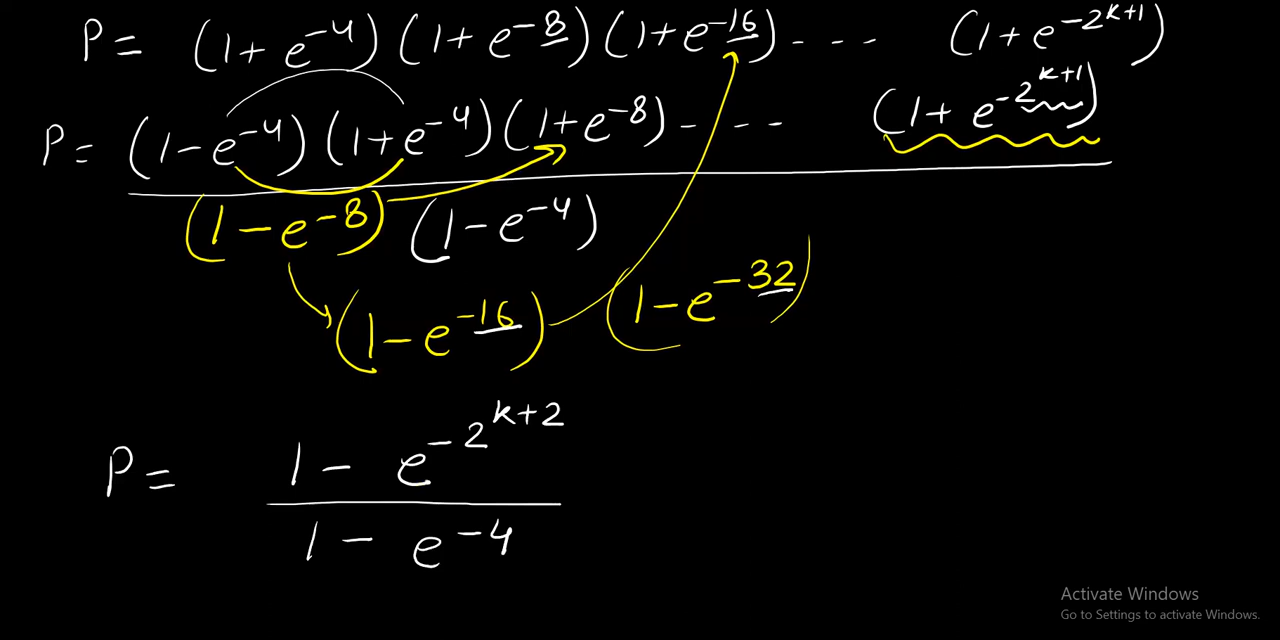 P = (1 + e^{-4}) (1 + e^{-8}) (1 + e^{-16}) - - - - (1 + e^{-2^{k+1}})
P = (1 - e^{-4}) (1 + e^{-4}) (1 + e^{-8}) - - - - (1 + e^{-2^{k+1}})
(1 - e^{-8}) (1 - e^{-4})
(1 - e^{-16}) (1 - e^{-32})
P = \frac{1 - e^{-2^{k+2}}}{1 - e^{-4}}
Activate Windows
Go to Settings to activate Windows.